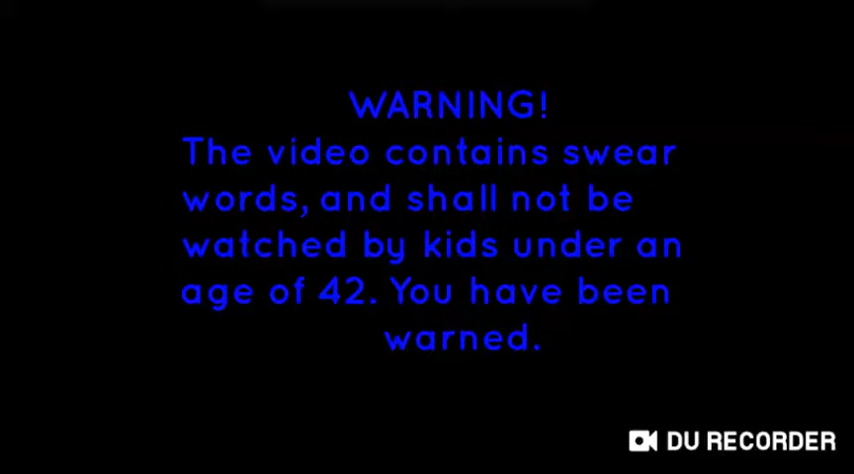 WARNING!
The video contains swear
words, and shall not be
watched by kids under an
age of 42. You have been
warned.
DU RECORDER